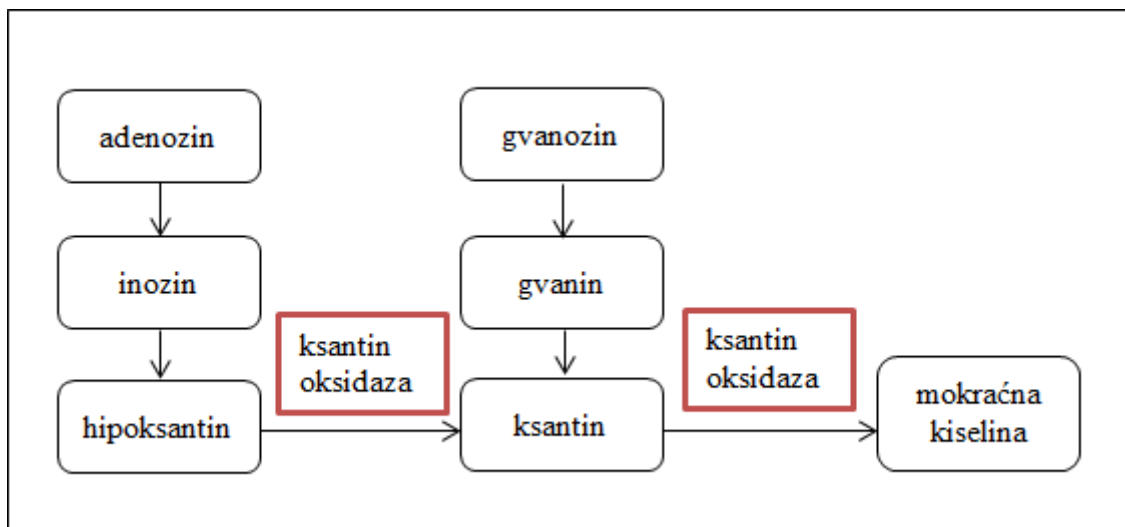 adenozin
gvanozin
inozin
gvanin
ksantin
oksidaza
ksantin
oksidaza
hipoksantin
ksantin
mokraćna
kiselina